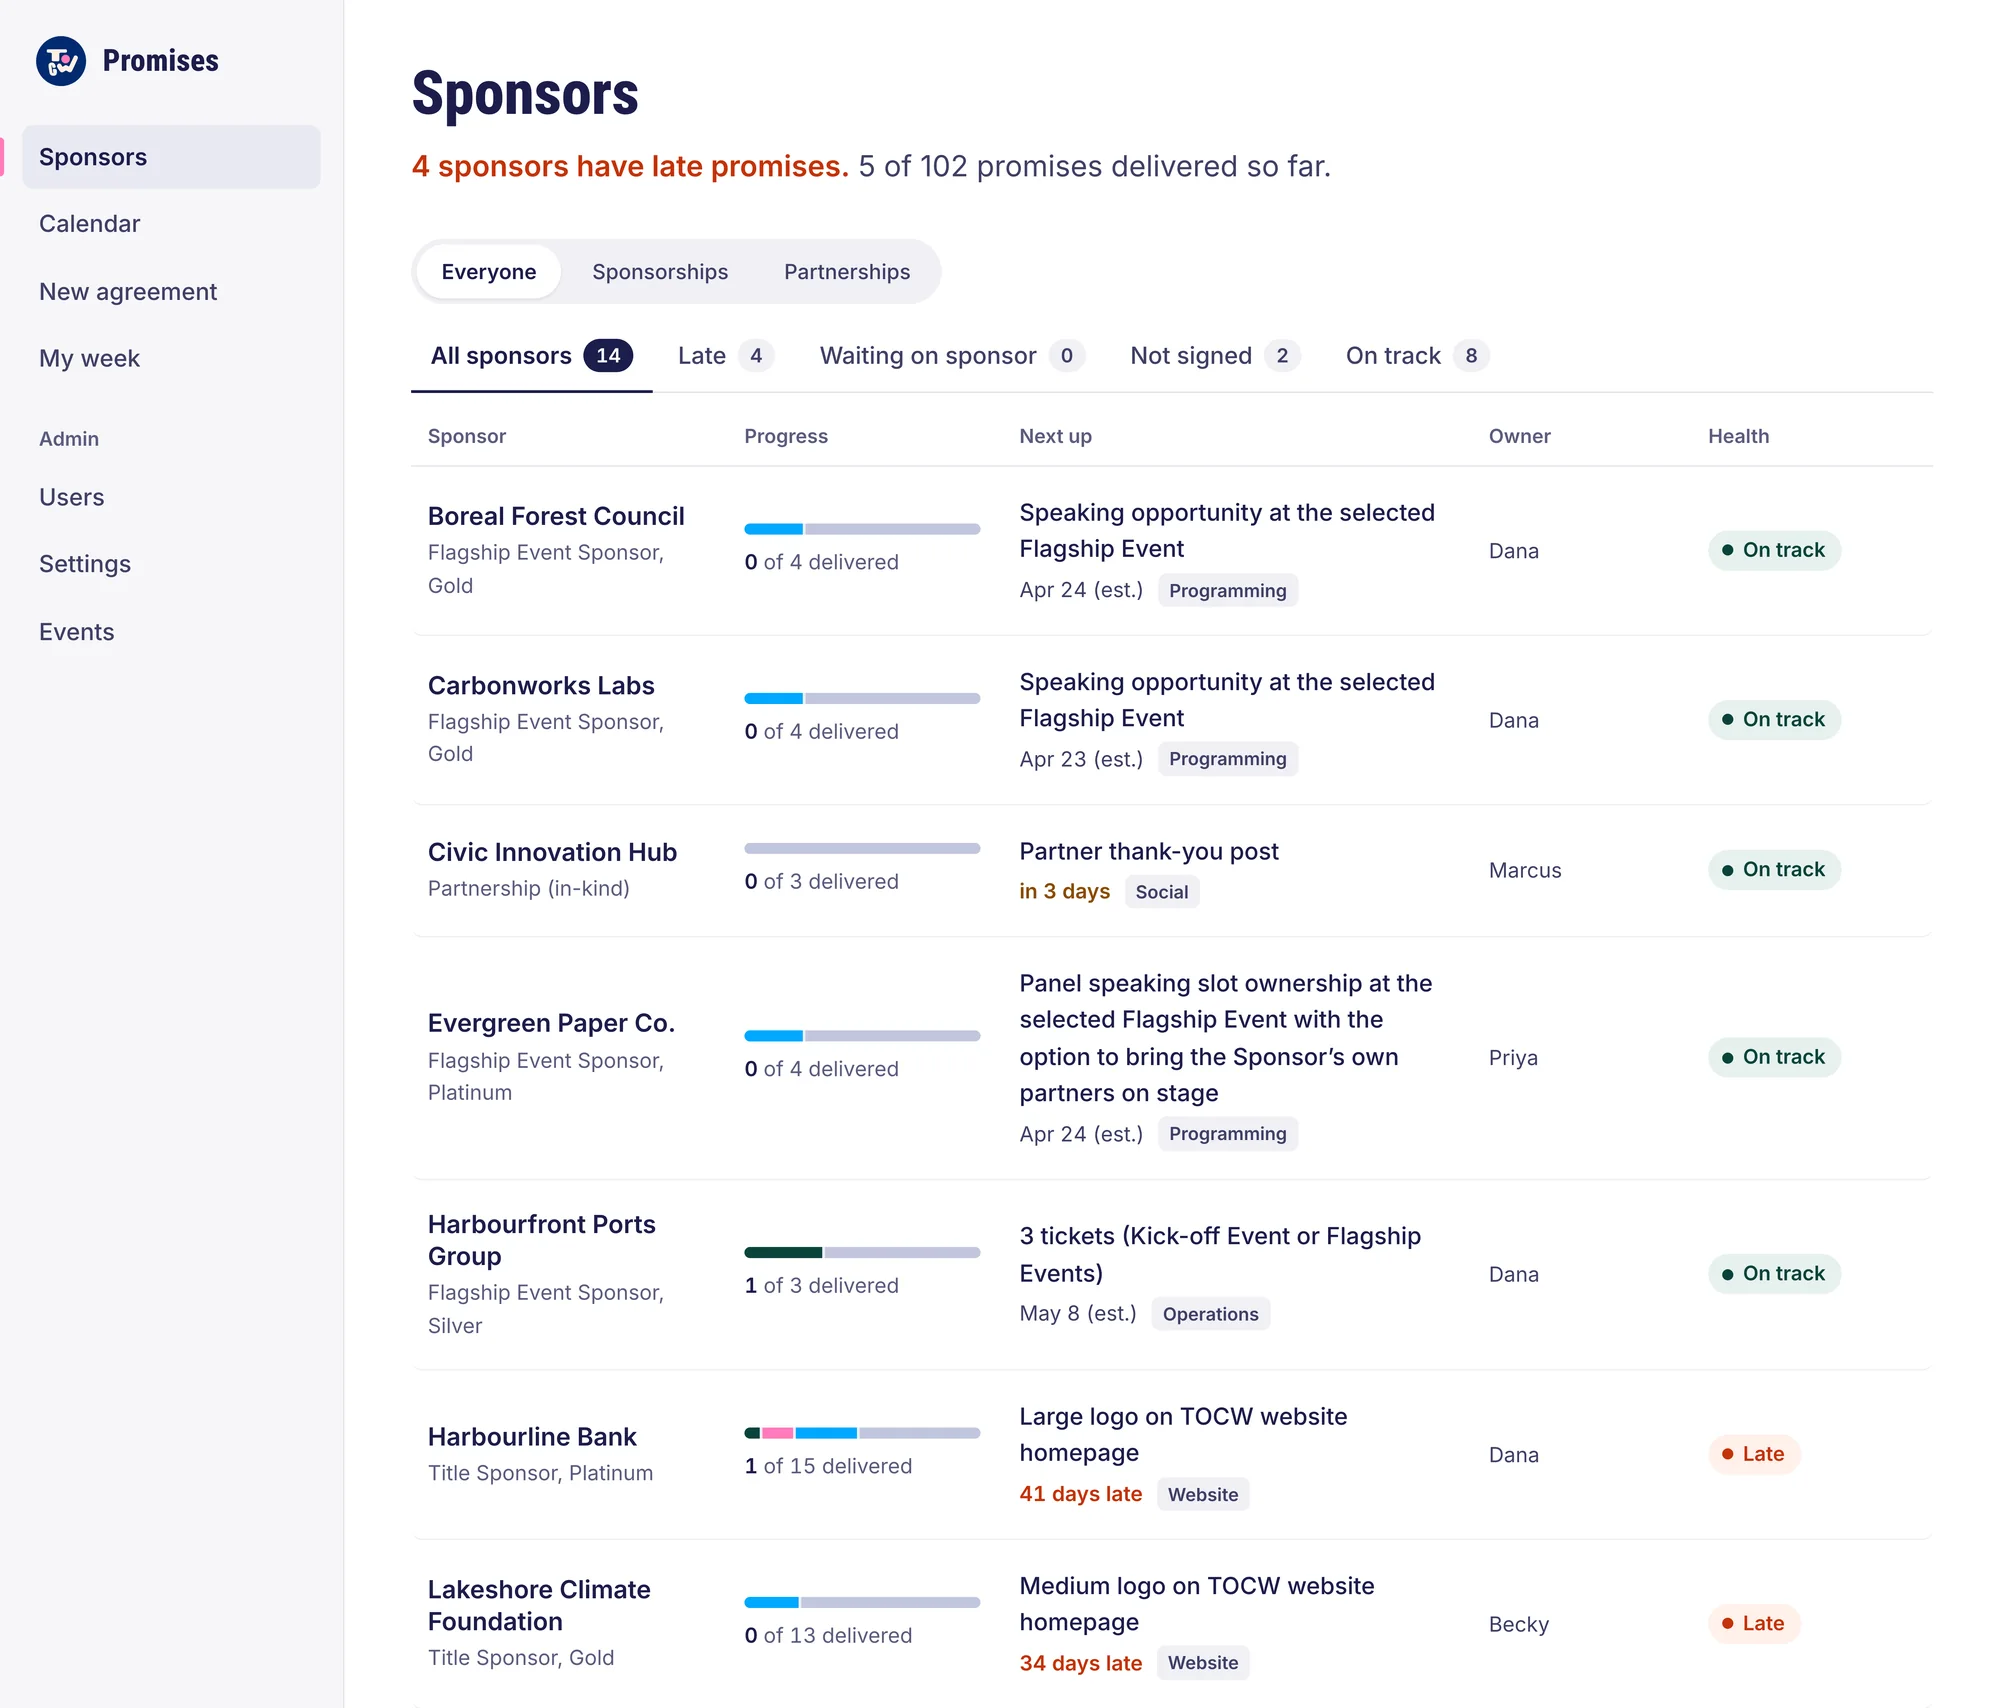 TOCW
Promises
Sponsors
Calendar
New agreement
My week
Admin
Users
Settings
Events
Sponsors
4 sponsors have late promises. 5 of 102 promises delivered so far.
Everyone Sponsorships Partnerships
All sponsors 14 Late 4 Waiting on sponsor 0 Not signed 2 On track 8
Sponsor Progress Next up Owner Health
Boreal Forest Council
Flagship Event Sponsor,
Gold
0 of 4 delivered
Speaking opportunity at the selected
Flagship Event
Apr 24 (est.) Programming
Dana
On track
Carbonworks Labs
Flagship Event Sponsor,
Gold
0 of 4 delivered
Speaking opportunity at the selected
Flagship Event
Apr 23 (est.) Programming
Dana
On track
Civic Innovation Hub
Partnership (in-kind)
0 of 3 delivered
Partner thank-you post
in 3 days Social
Marcus
On track
Evergreen Paper Co.
Flagship Event Sponsor,
Platinum
0 of 4 delivered
Panel speaking slot ownership at the
selected Flagship Event with the
option to bring the Sponsor’s own
partners on stage
Apr 24 (est.) Programming
Priya
On track
Harbourfront Ports
Group
Flagship Event Sponsor,
Silver
1 of 3 delivered
3 tickets (Kick-off Event or Flagship
Events)
May 8 (est.) Operations
Dana
On track
Harbourline Bank
Title Sponsor, Platinum
1 of 15 delivered
Large logo on TOCW website
homepage
41 days late Website
Dana
Late
Lakeshore Climate
Foundation
Title Sponsor, Gold
0 of 13 delivered
Medium logo on TOCW website
homepage
34 days late Website
Becky
Late